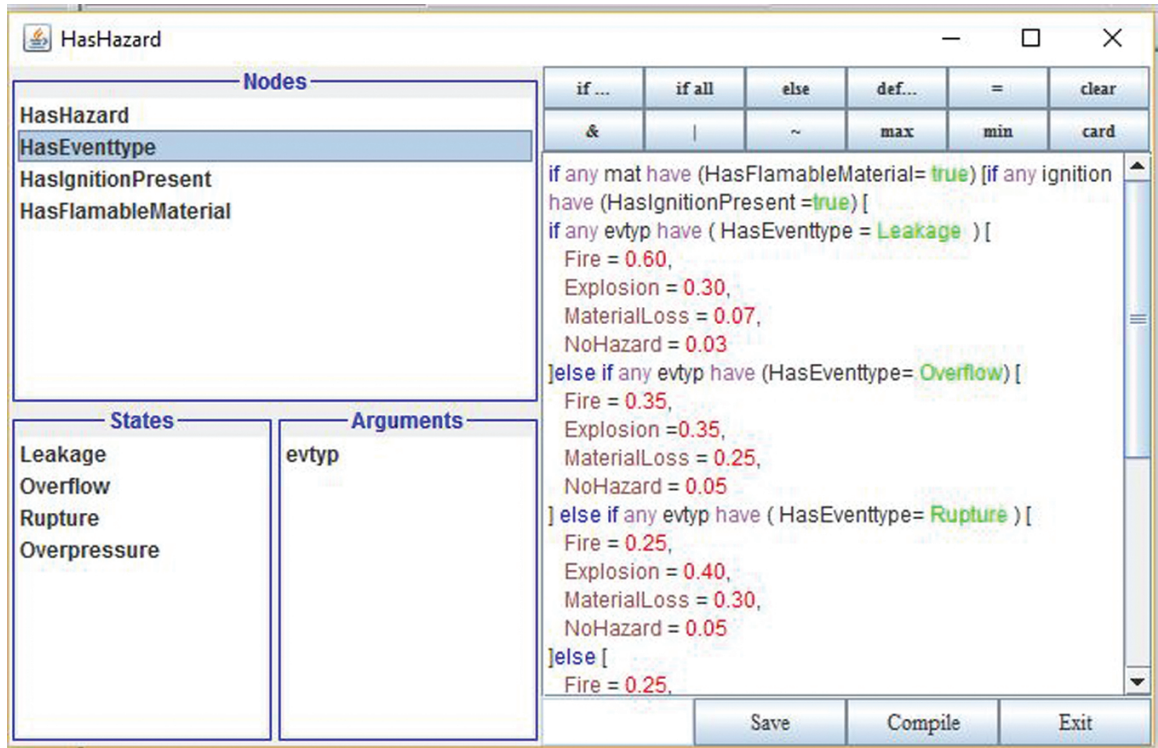 HasHazard
Nodes
HasHazard
HasEventtype
HasIgnitionPresent
HasFlamableMaterial
States
Leakage
Overflow
Rupture
Overpressure
Arguments
evtyp
if ... if all else def... = clear
& | ~ max min card
if any mat have (HasFlamableMaterial= true) [if any ignition
have (HasIgnitionPresent =true) [
if any evtyp have ( HasEventtype = Leakage ) [
Fire = 0.60,
Explosion = 0.30,
MaterialLoss = 0.07,
NoHazard = 0.03
]else if any evtyp have (HasEventtype= Overflow) [
Fire = 0.35,
Explosion =0.35,
MaterialLoss = 0.25,
NoHazard = 0.05
] else if any evtyp have ( HasEventtype= Rupture ) [
Fire = 0.25,
Explosion = 0.40,
MaterialLoss = 0.30,
NoHazard = 0.05
]else [
Fire = 0.25,
Save Compile Exit